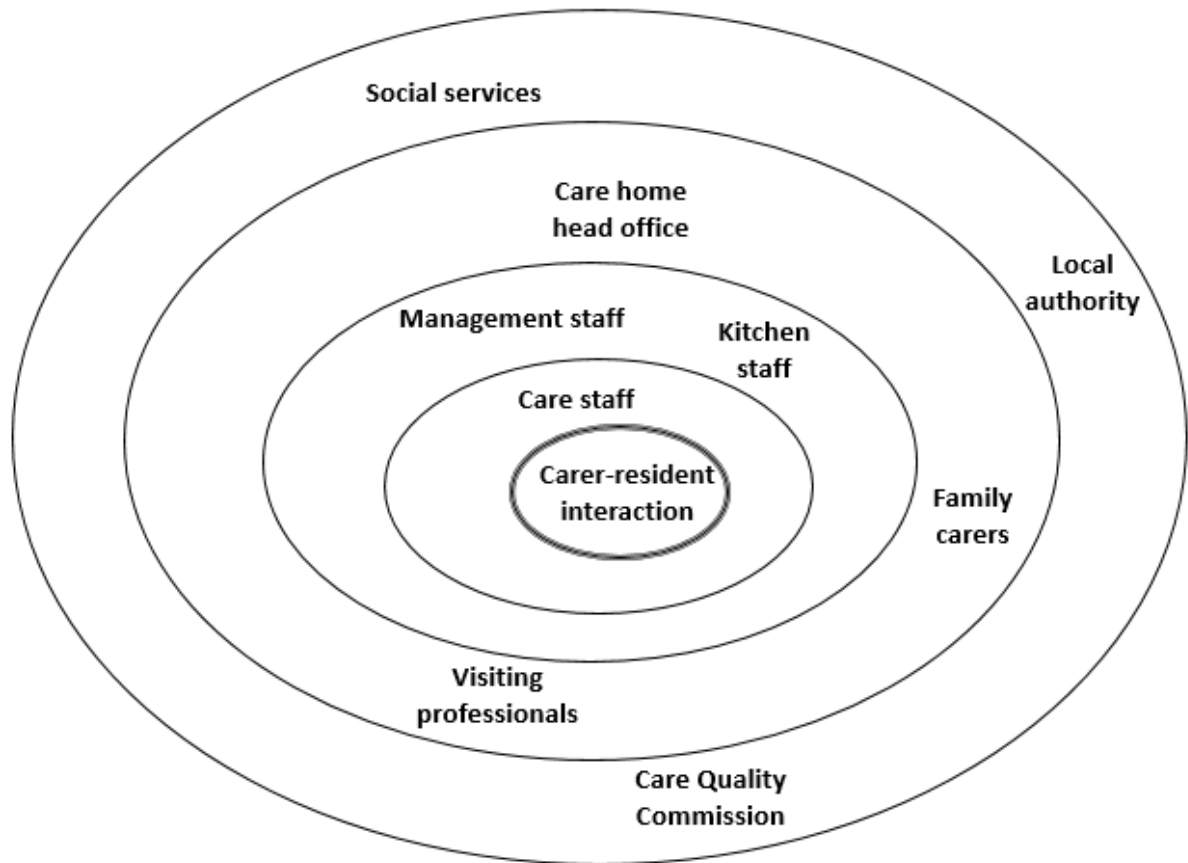 Social services
Care home
head office
Local
authority
Management staff
Kitchen
staff
Care staff
Carer-resident
interaction
Family
carers
Visiting
professionals
Care Quality
Commission